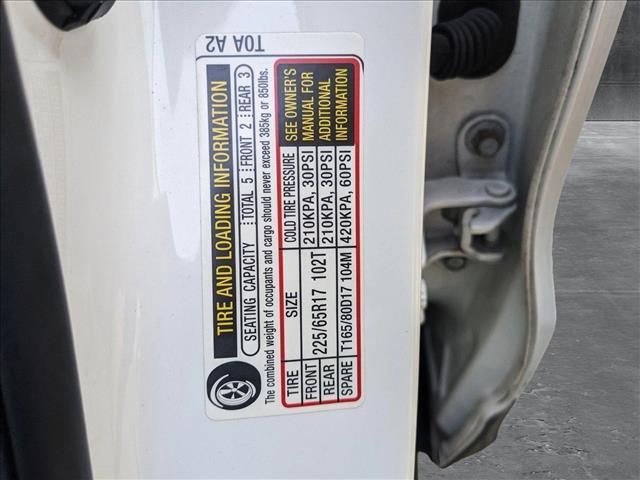 T0A A2
TIRE AND LOADING INFORMATION
SEATING CAPACITY TOTAL 5 FRONT 2 REAR 3
The combined weight of occupants and cargo should never exceed 385kg or 850lbs.
TIRE SIZE COLD TIRE PRESSURE SEE OWNER'S
FRONT 225/65R17 102T 210KPA, 30PSI MANUAL FOR
REAR 210KPA, 30PSI ADDITIONAL
SPARE T165/80D17 104M 420KPA, 60PSI INFORMATION